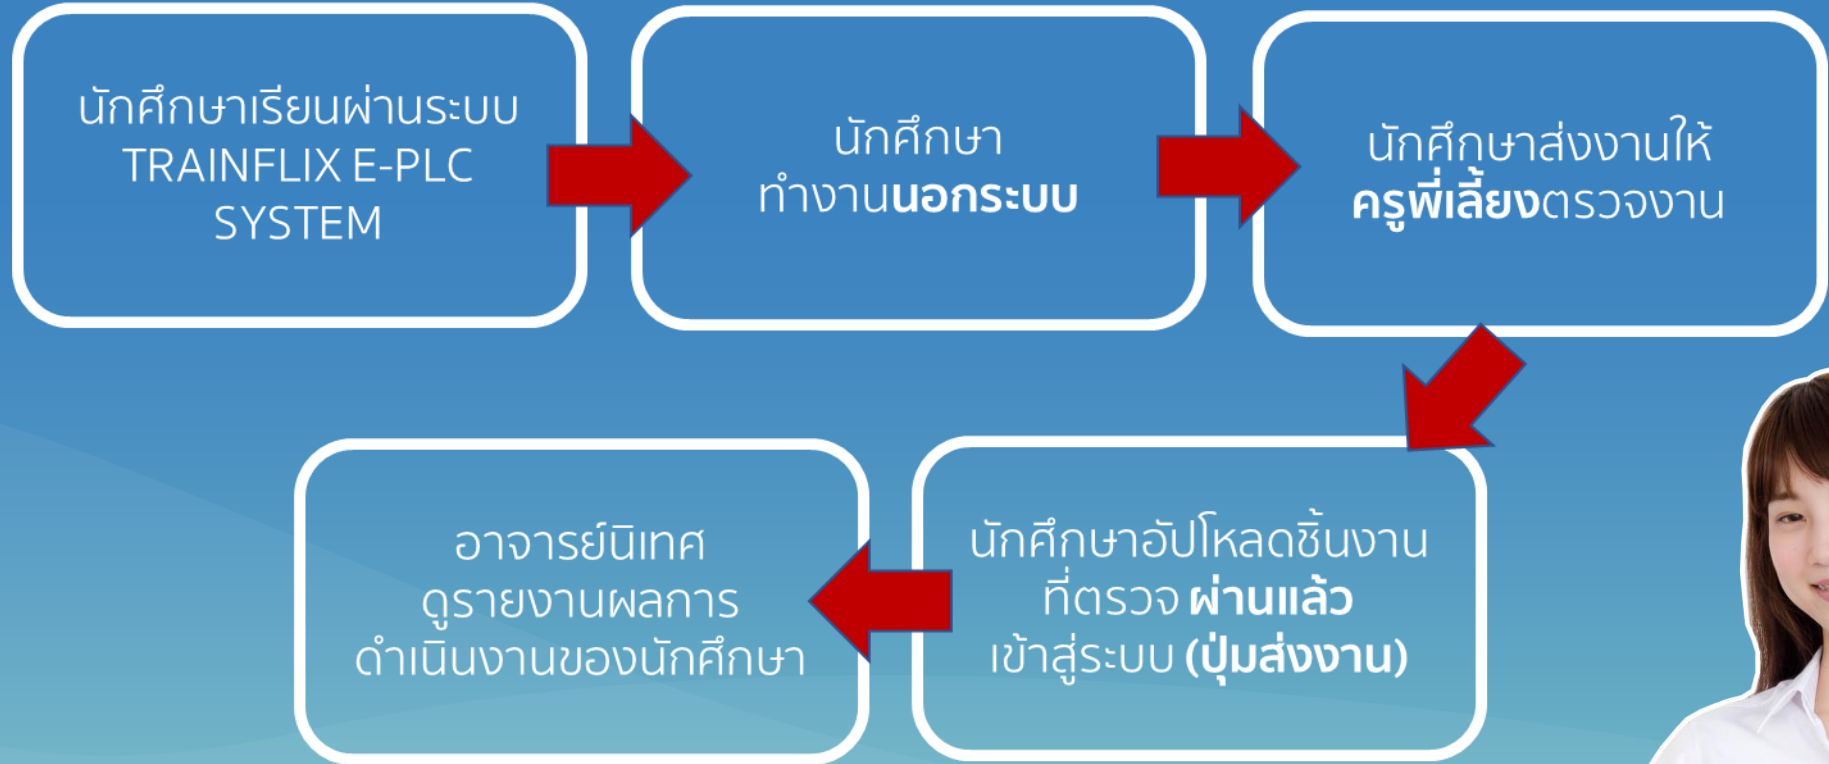 นักศึกษาเรียนผ่านระบบ
TRAINFLIX E-PLC
SYSTEM
นักศึกษา
ทำงานนอกระบบ
นักศึกษาส่งงานให้
ครูพี่เลี้ยงตรวจงาน
นักศึกษาอัปโหลดชิ้นงาน
ที่ตรวจ ผ่านแล้ว
เข้าสู่ระบบ (ปุ่มส่งงาน)
อาจารย์นิเทศ
ดูรายงานผลการ
ดำเนินงานของนักศึกษา